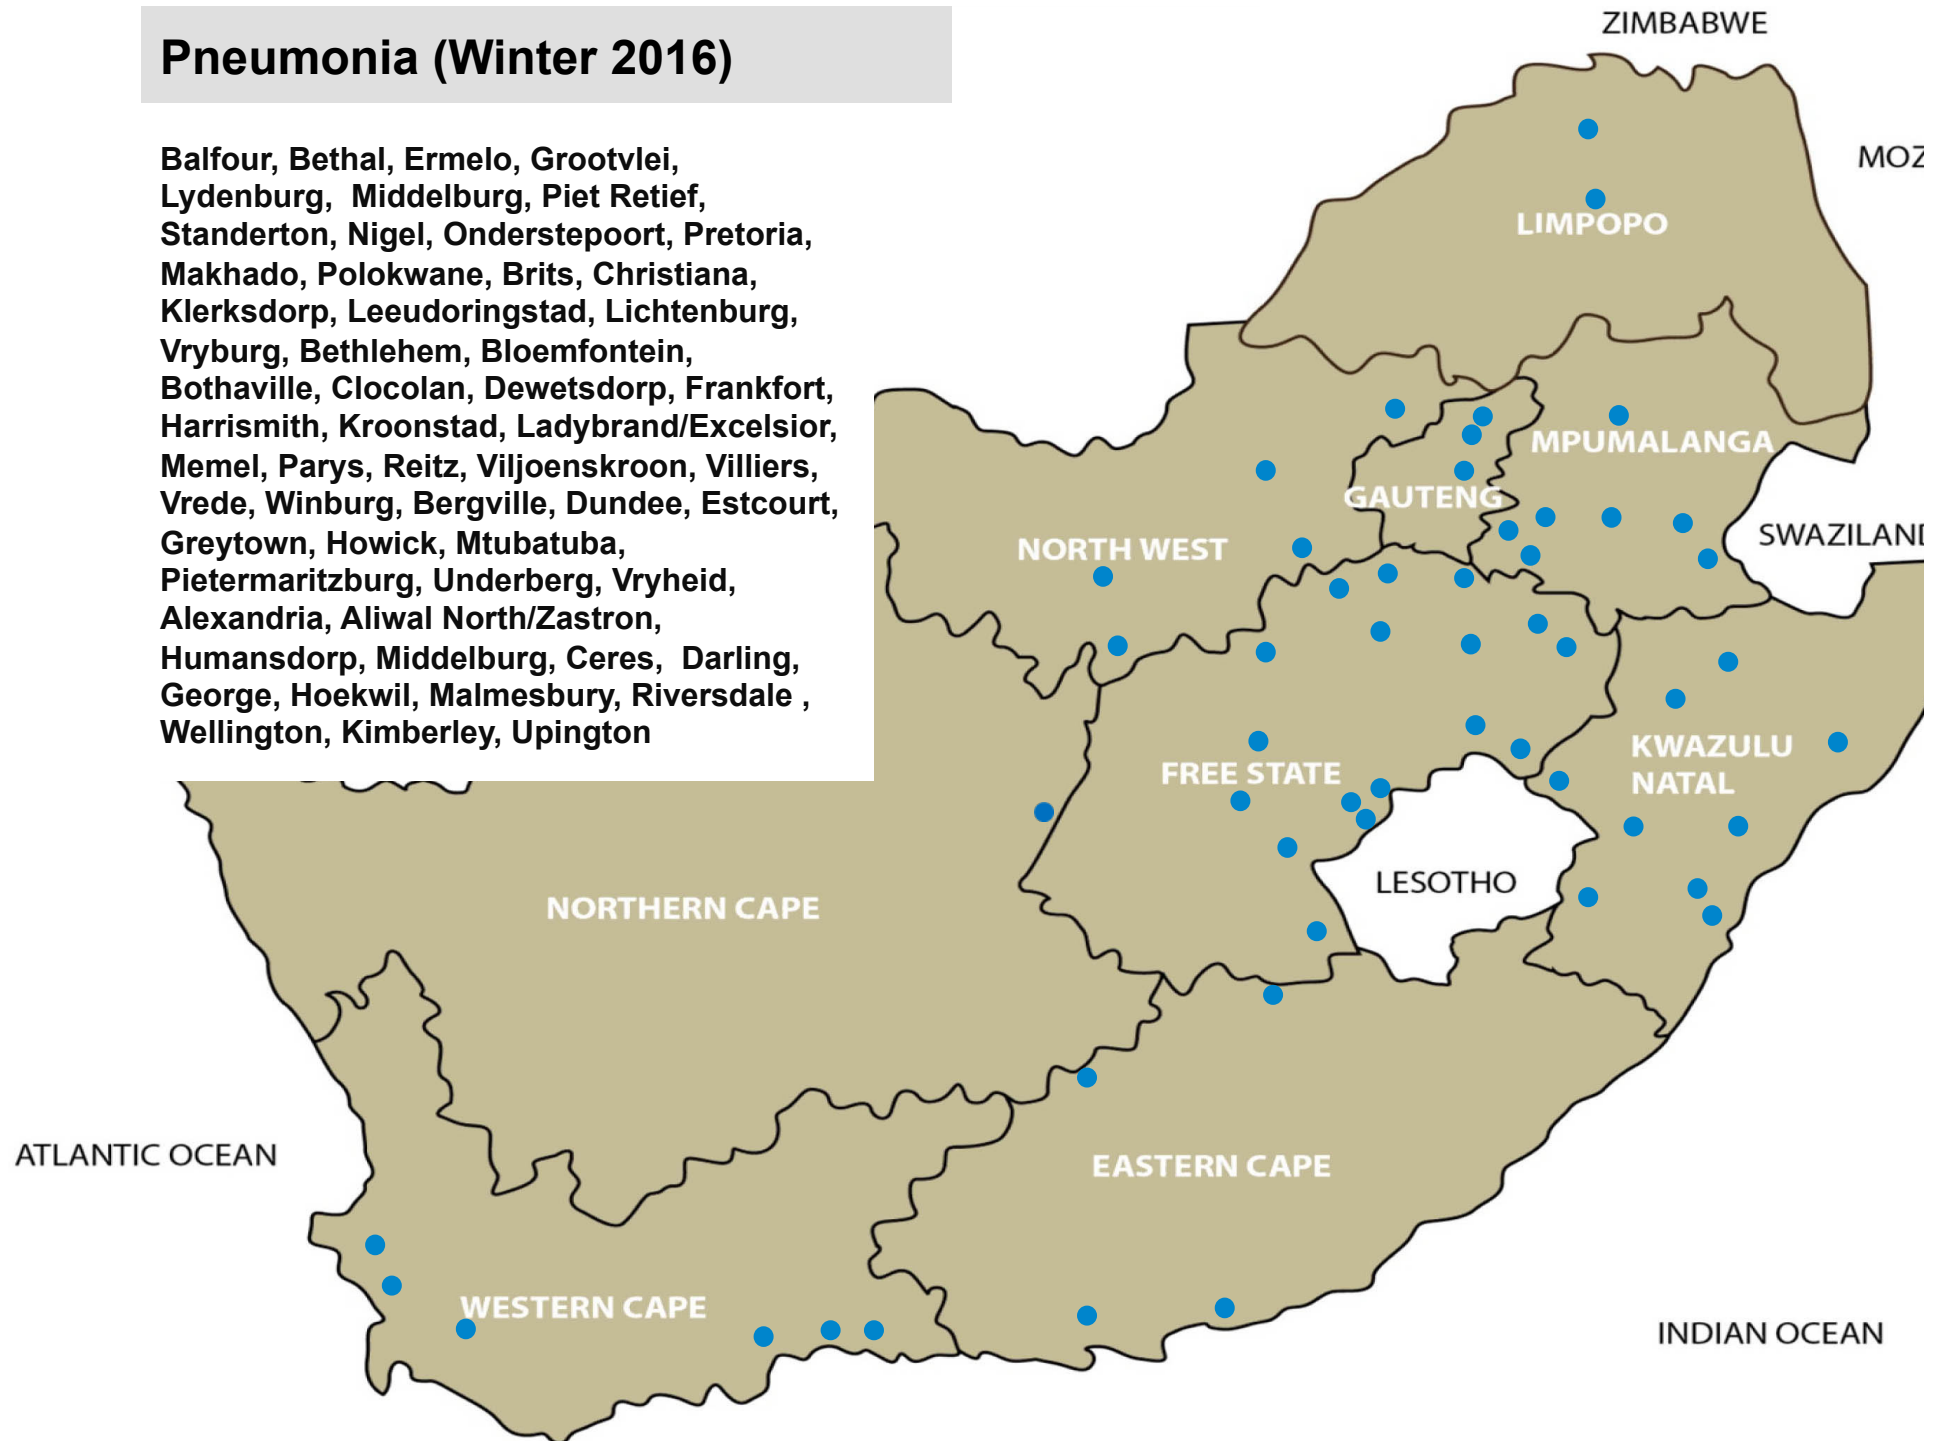 Pneumonia (Winter 2016)
Balfour, Bethal, Ermelo, Grootvlei,
Lydenburg,  Middelburg, Piet Retief,
Standerton, Nigel, Onderstepoort, Pretoria,
Makhado, Polokwane, Brits, Christiana,
Klerksdorp, Leeudoringstad, Lichtenburg,
Vryburg, Bethlehem, Bloemfontein,
Bothaville, Clocolan, Dewetsdorp, Frankfort,
Harrismith, Kroonstad, Ladybrand/Excelsior,
Memel, Parys, Reitz, Viljoenskroon, Villiers,
Vrede, Winburg, Bergville, Dundee, Estcourt,
Greytown, Howick, Mtubatuba,
Pietermaritzburg, Underberg, Vryheid,
Alexandria, Aliwal North/Zastron,
Humansdorp, Middelburg, Ceres,  Darling,
George, Hoekwil, Malmesbury, Riversdale ,
Wellington, Kimberley, Upington
ZIMBABWE
MOZ
LIMPOPO
MPUMALANGA
GAUTENG
SWAZILAND
NORTH WEST
KWAZULU
NATAL
FREE STATE
LESOTHO
NORTHERN CAPE
ATLANTIC OCEAN
EASTERN CAPE
WESTERN CAPE
INDIAN OCEAN